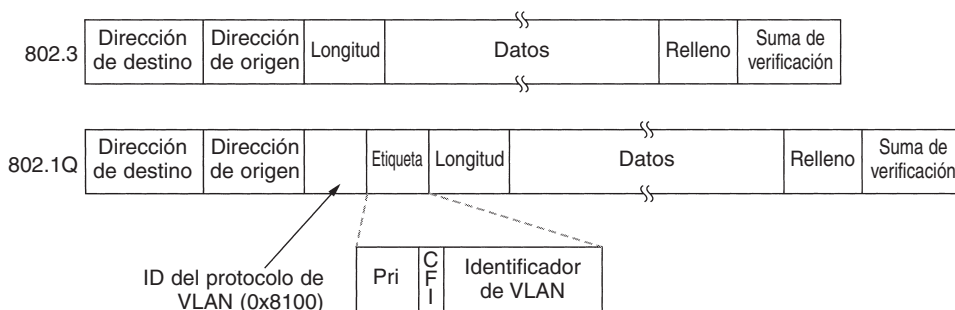 802.3
Dirección
de destino
Dirección
de origen
Longitud
Datos
Relleno
Suma de
verificación
802.1Q
Dirección
de destino
Dirección
de origen
Etiqueta
Longitud
Datos
Relleno
Suma de
verificación
ID del protocolo de
VLAN (0x8100)
Pri
C
F
I
Identificador
de VLAN